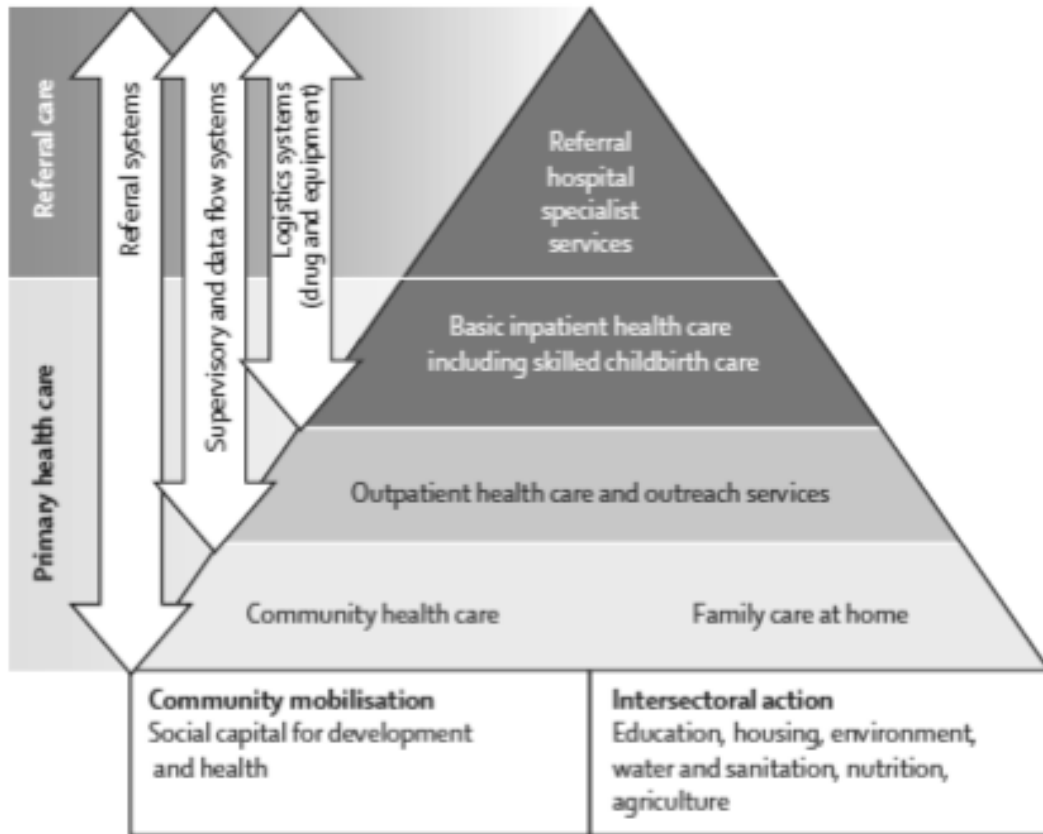 Referral care
Primary health care
Referral systems
Supervisory and data flow systems
Logistics systems
(drug and equipment)
Referral
hospital
specialist
services
Basic inpatient health care
including skilled childbirth care
Outpatient health care and outreach services
Community health care
Family care at home
Community mobilisation
Social capital for development
and health
Intersectoral action
Education, housing, environment,
water and sanitation, nutrition,
agriculture